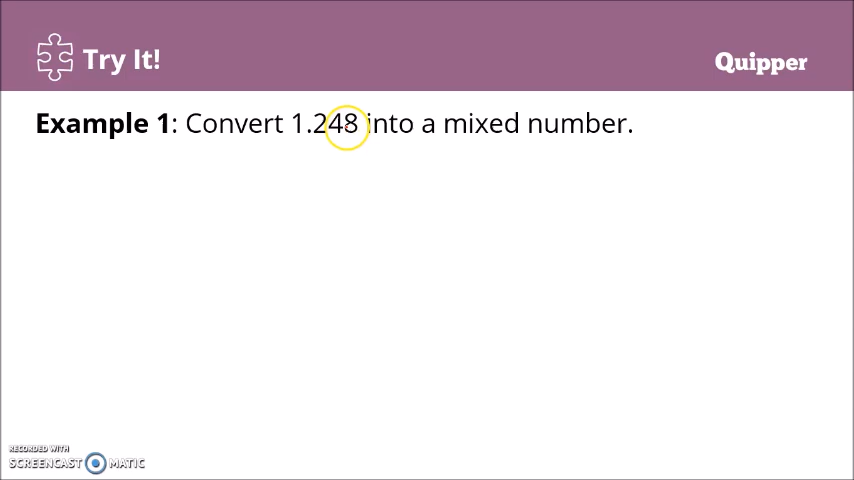 Try It!
Quipper
Example 1: Convert 1.248 into a mixed number.
RECORDED WITH
SCREENCAST MATIC